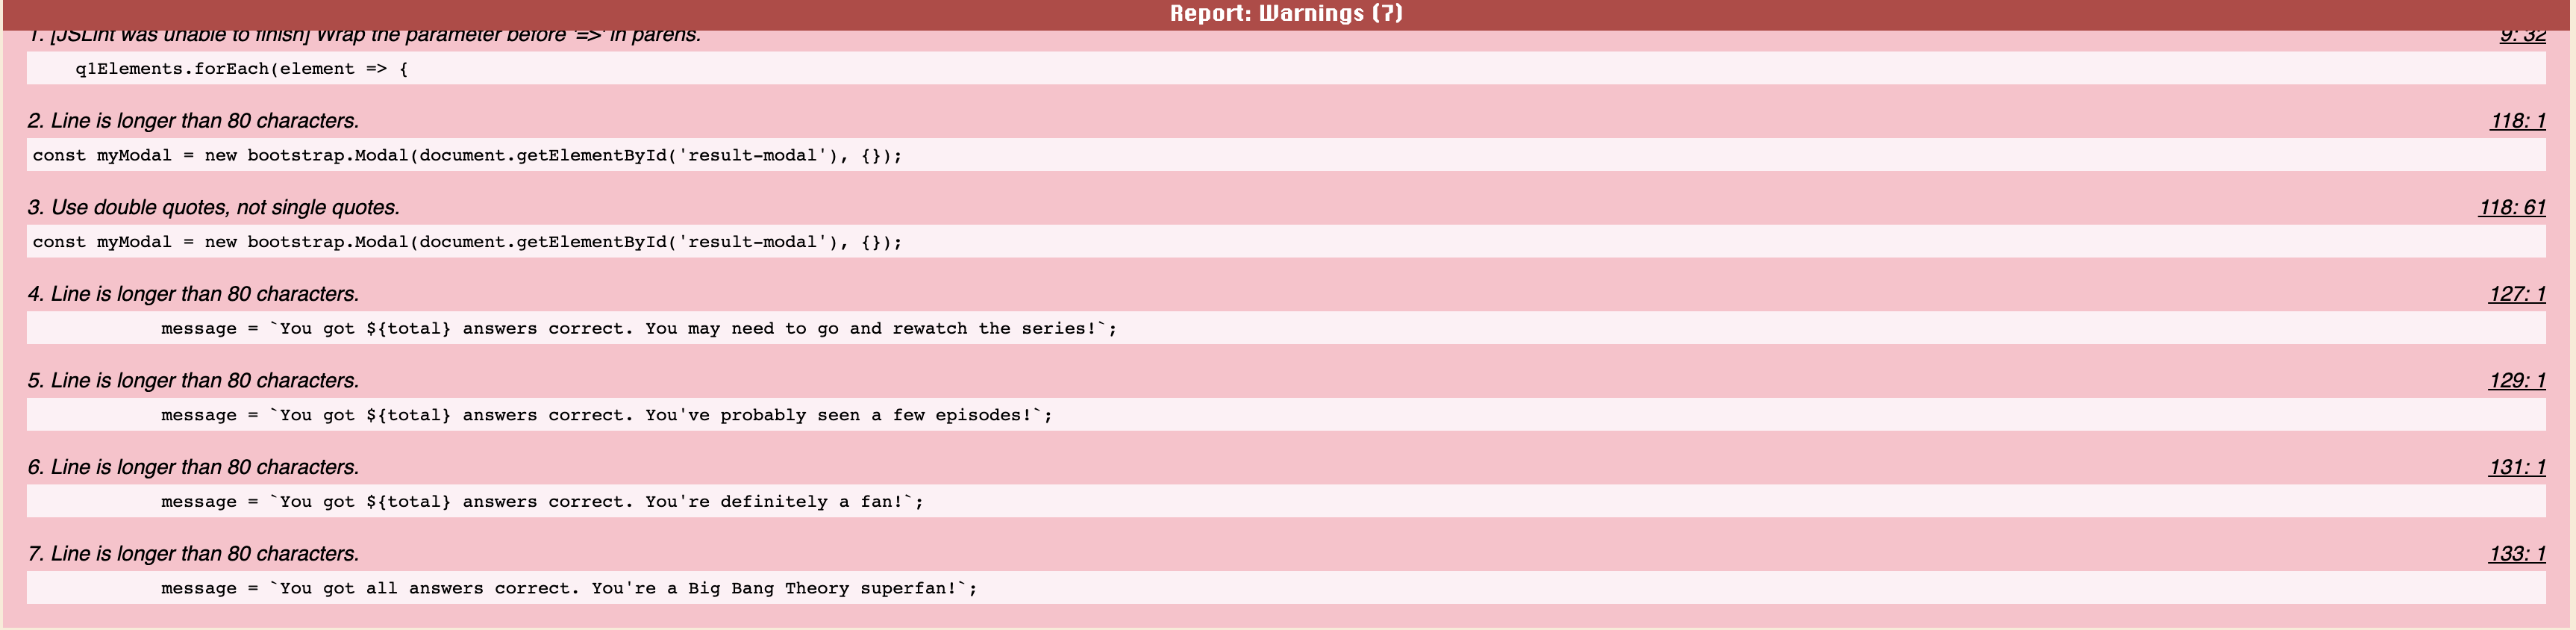 Report: Warnings (7)
1. [JSLint was unable to finish] Wrap the parameter before '=>' in parens. 9: 32
q1Elements.forEach(element => {
2. Line is longer than 80 characters. 118: 1
const myModal = new bootstrap.Modal(document.getElementById('result-modal'), {});
3. Use double quotes, not single quotes. 118: 61
const myModal = new bootstrap.Modal(document.getElementById('result-modal'), {});
4. Line is longer than 80 characters. 127: 1
message = `You got ${total} answers correct. You may need to go and rewatch the series!`;
5. Line is longer than 80 characters. 129: 1
message = `You got ${total} answers correct. You've probably seen a few episodes!`;
6. Line is longer than 80 characters. 131: 1
message = `You got ${total} answers correct. You're definitely a fan!`;
7. Line is longer than 80 characters. 133: 1
message = `You got all answers correct. You're a Big Bang Theory superfan!`;